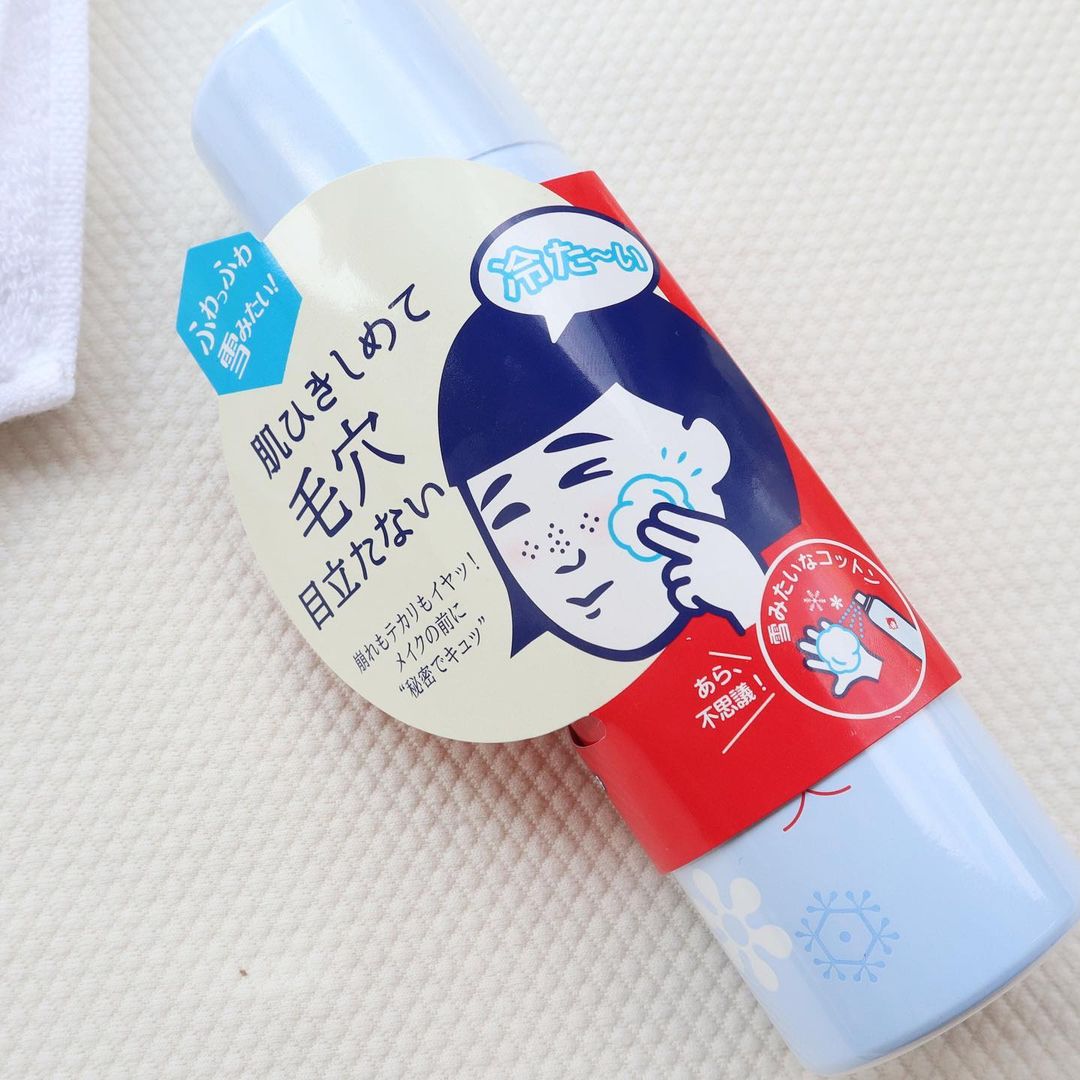 ふわっふわ
雪みたい!
冷た〜い
肌ひきしめて
毛穴
目立たない
崩れもテカリもイヤッ!
メイクの前に
“秘密でキュッ”
雪みたいなコットン
あら、
不思議!